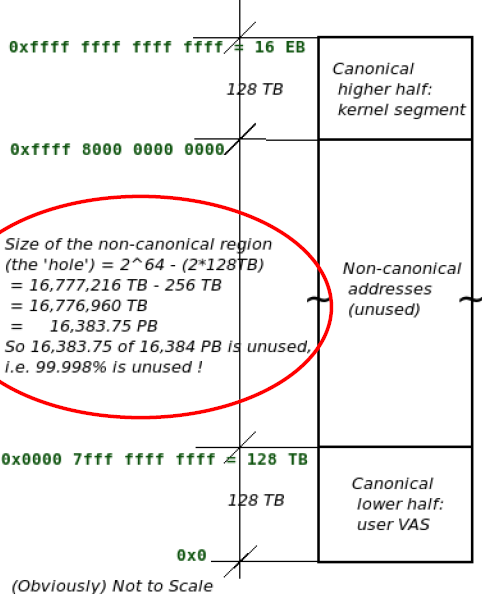 0xffff ffff ffff ffff = 16 EB
128 TB
Canonical
higher half:
kernel segment
0xffff 8000 0000 0000
Size of the non-canonical region
(the 'hole') = 2^64 - (2*128TB)
= 16,777,216 TB - 256 TB
= 16,776,960 TB
= 16,383.75 PB
So 16,383.75 of 16,384 PB is unused,
i.e. 99.998% is unused !
Non-canonical
addresses
(unused)
~ ~
0x0000 7fff ffff ffff = 128 TB
128 TB
Canonical
lower half:
user VAS
0x0
(Obviously) Not to Scale